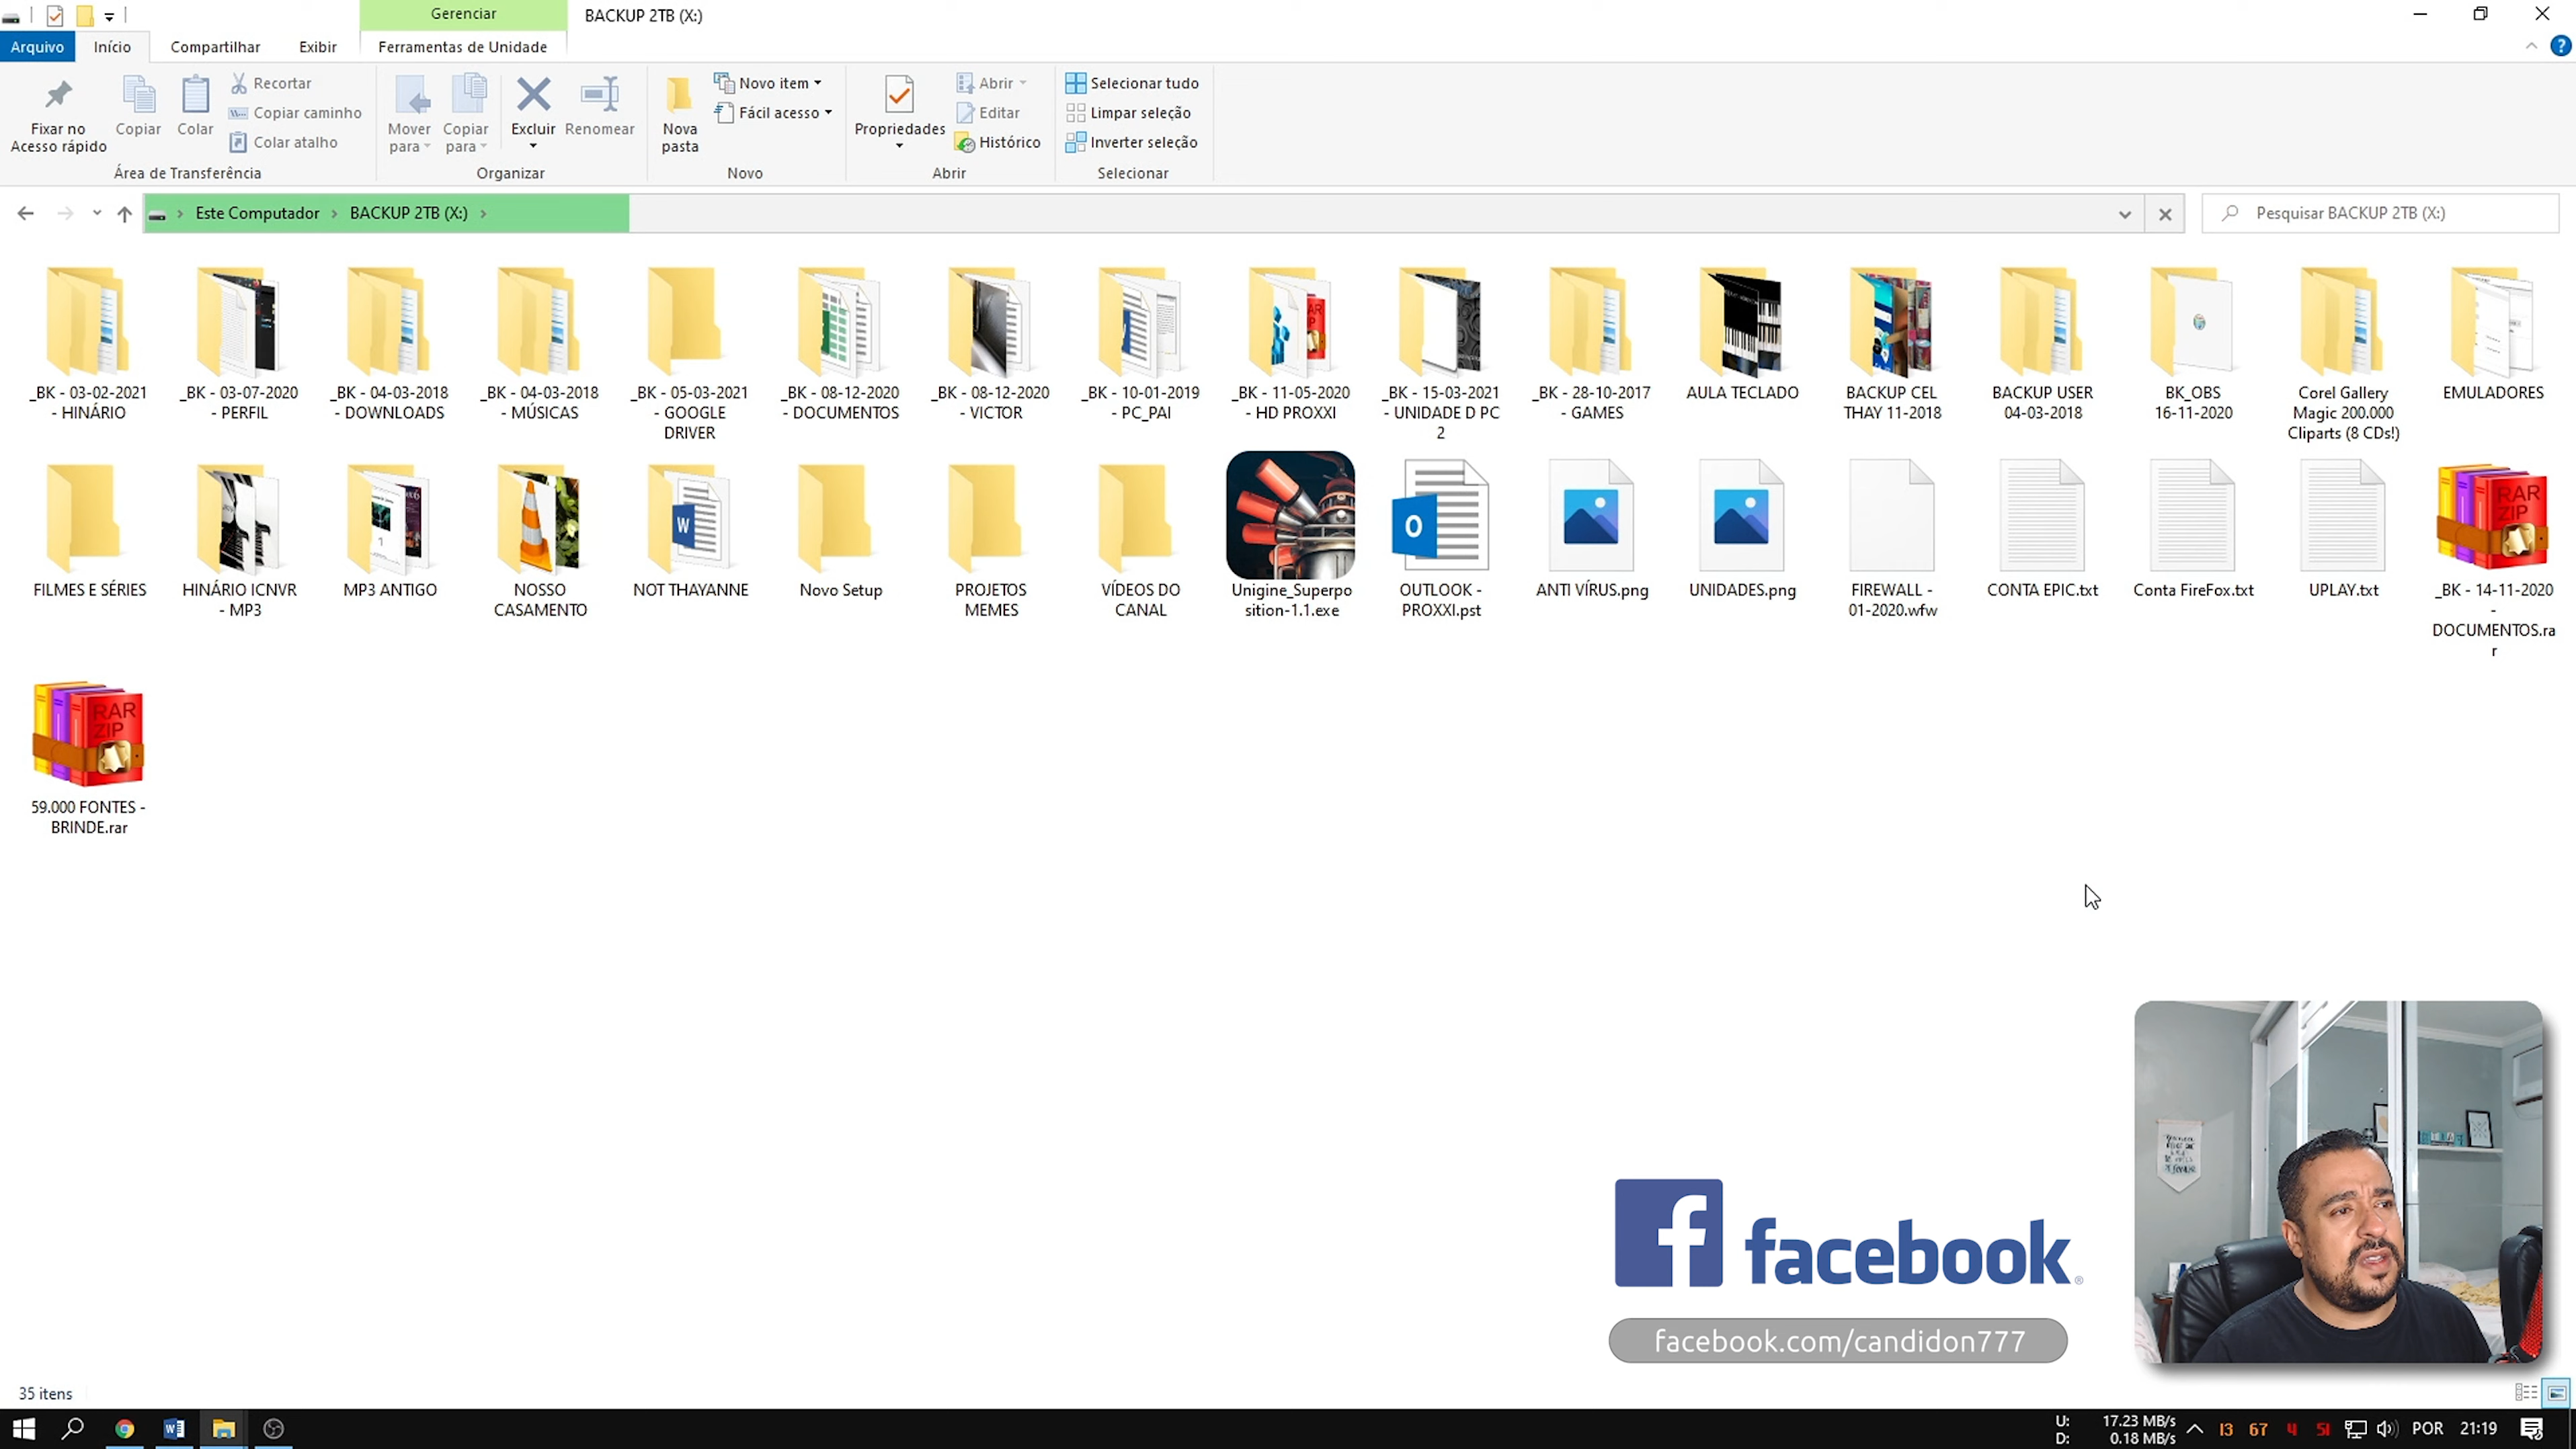 Gerenciar
BACKUP 2TB (X:)
Arquivo
Início
Compartilhar
Exibir
Ferramentas de Unidade
Fixar no
Acesso rápido
Copiar
Colar
Recortar
Copiar caminho
Colar atalho
Área de Transferência
Mover
para
Copiar
para
Excluir
Renomear
Organizar
Nova
pasta
Novo item
Fácil acesso
Novo
Propriedades
Abrir
Editar
Histórico
Abrir
Selecionar tudo
Limpar seleção
Inverter seleção
Selecionar
Este Computador
BACKUP 2TB (X:)
Pesquisar BACKUP 2TB (X:)
_BK - 03-02-2021
- HINÁRIO
_BK - 03-07-2020
- PERFIL
_BK - 04-03-2018
- DOWNLOADS
_BK - 04-03-2018
- MÚSICAS
_BK - 05-03-2021
- GOOGLE
DRIVER
_BK - 08-12-2020
- DOCUMENTOS
_BK - 08-12-2020
- VICTOR
_BK - 10-01-2019
- PC_PAI
_BK - 11-05-2020
- HD PROXXI
_BK - 15-03-2021
- UNIDADE D PC
2
_BK - 28-10-2017
- GAMES
AULA TECLADO
BACKUP CEL
THAY 11-2018
BACKUP USER
04-03-2018
BK_OBS
16-11-2020
Corel Gallery
Magic 200.000
Cliparts (8 CDs!)
EMULADORES
FILMES E SÉRIES
HINÁRIO ICNVR
- MP3
MP3 ANTIGO
NOSSO
CASAMENTO
NOT THAYANNE
Novo Setup
PROJETOS
MEMES
VÍDEOS DO
CANAL
Unigine_Superpo
sition-1.1.exe
OUTLOOK -
PROXXI.pst
ANTI VÍRUS.png
UNIDADES.png
FIREWALL -
01-2020.wfw
CONTA EPIC.txt
Conta FireFox.txt
UPLAY.txt
RAR
ZIP
_BK - 14-11-2020
-
DOCUMENTOS.ra
r
RAR
ZIP
59.000 FONTES -
BRINDE.rar
facebook
facebook.com/candidon777
35 itens
U: 17.23 MB/s
D: 0.18 MB/s
13 67 4 51
POR
21:19